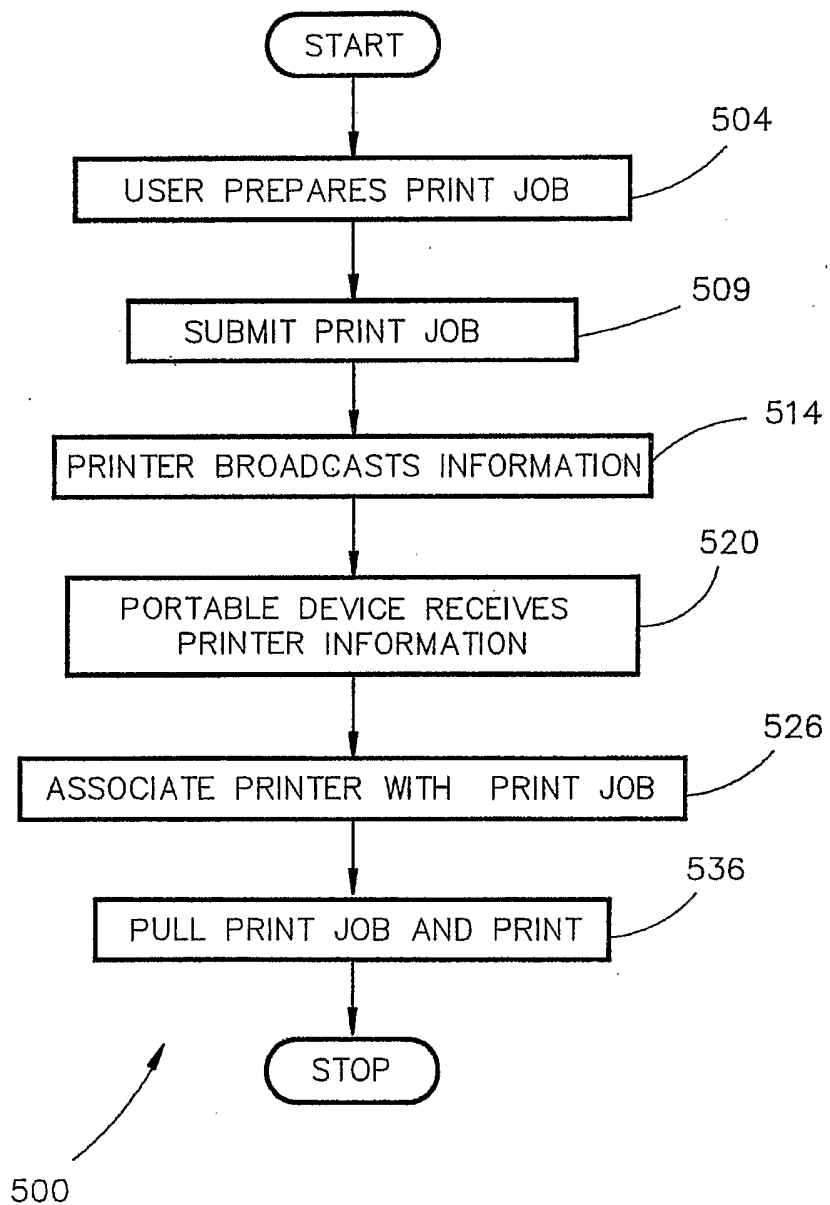 START
504
USER PREPARES PRINT JOB
509
SUBMIT PRINT JOB
514
PRINTER BROADCASTS INFORMATION
520
PORTABLE DEVICE RECEIVES
PRINTER INFORMATION
526
ASSOCIATE PRINTER WITH PRINT JOB
536
PULL PRINT JOB AND PRINT
STOP
500